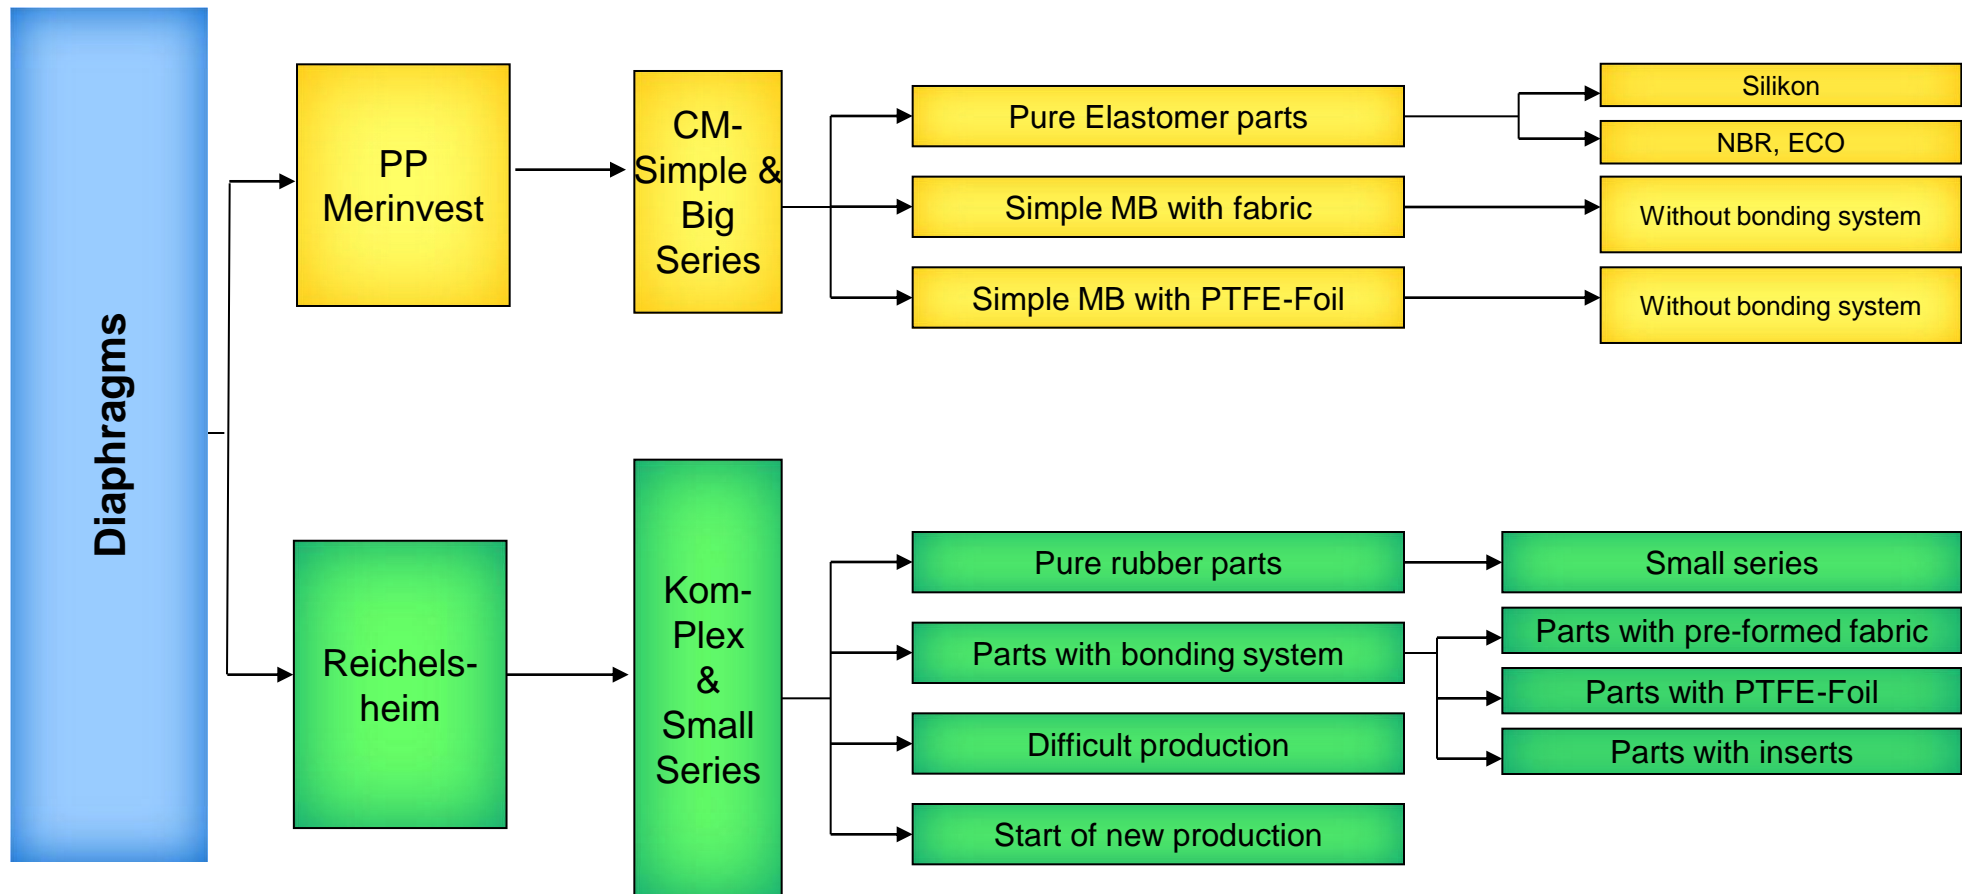 Diaphragms
PP
Merinvest
CM-
Simple &
Big
Series
Pure Elastomer parts
Silikon
NBR, ECO
Simple MB with fabric
Without bonding system
Simple MB with PTFE-Foil
Without bonding system
Reichels-
heim
Kom-
Plex
&
Small
Series
Pure rubber parts
Small series
Parts with bonding system
Parts with pre-formed fabric
Parts with PTFE-Foil
Parts with inserts
Difficult production
Start of new production